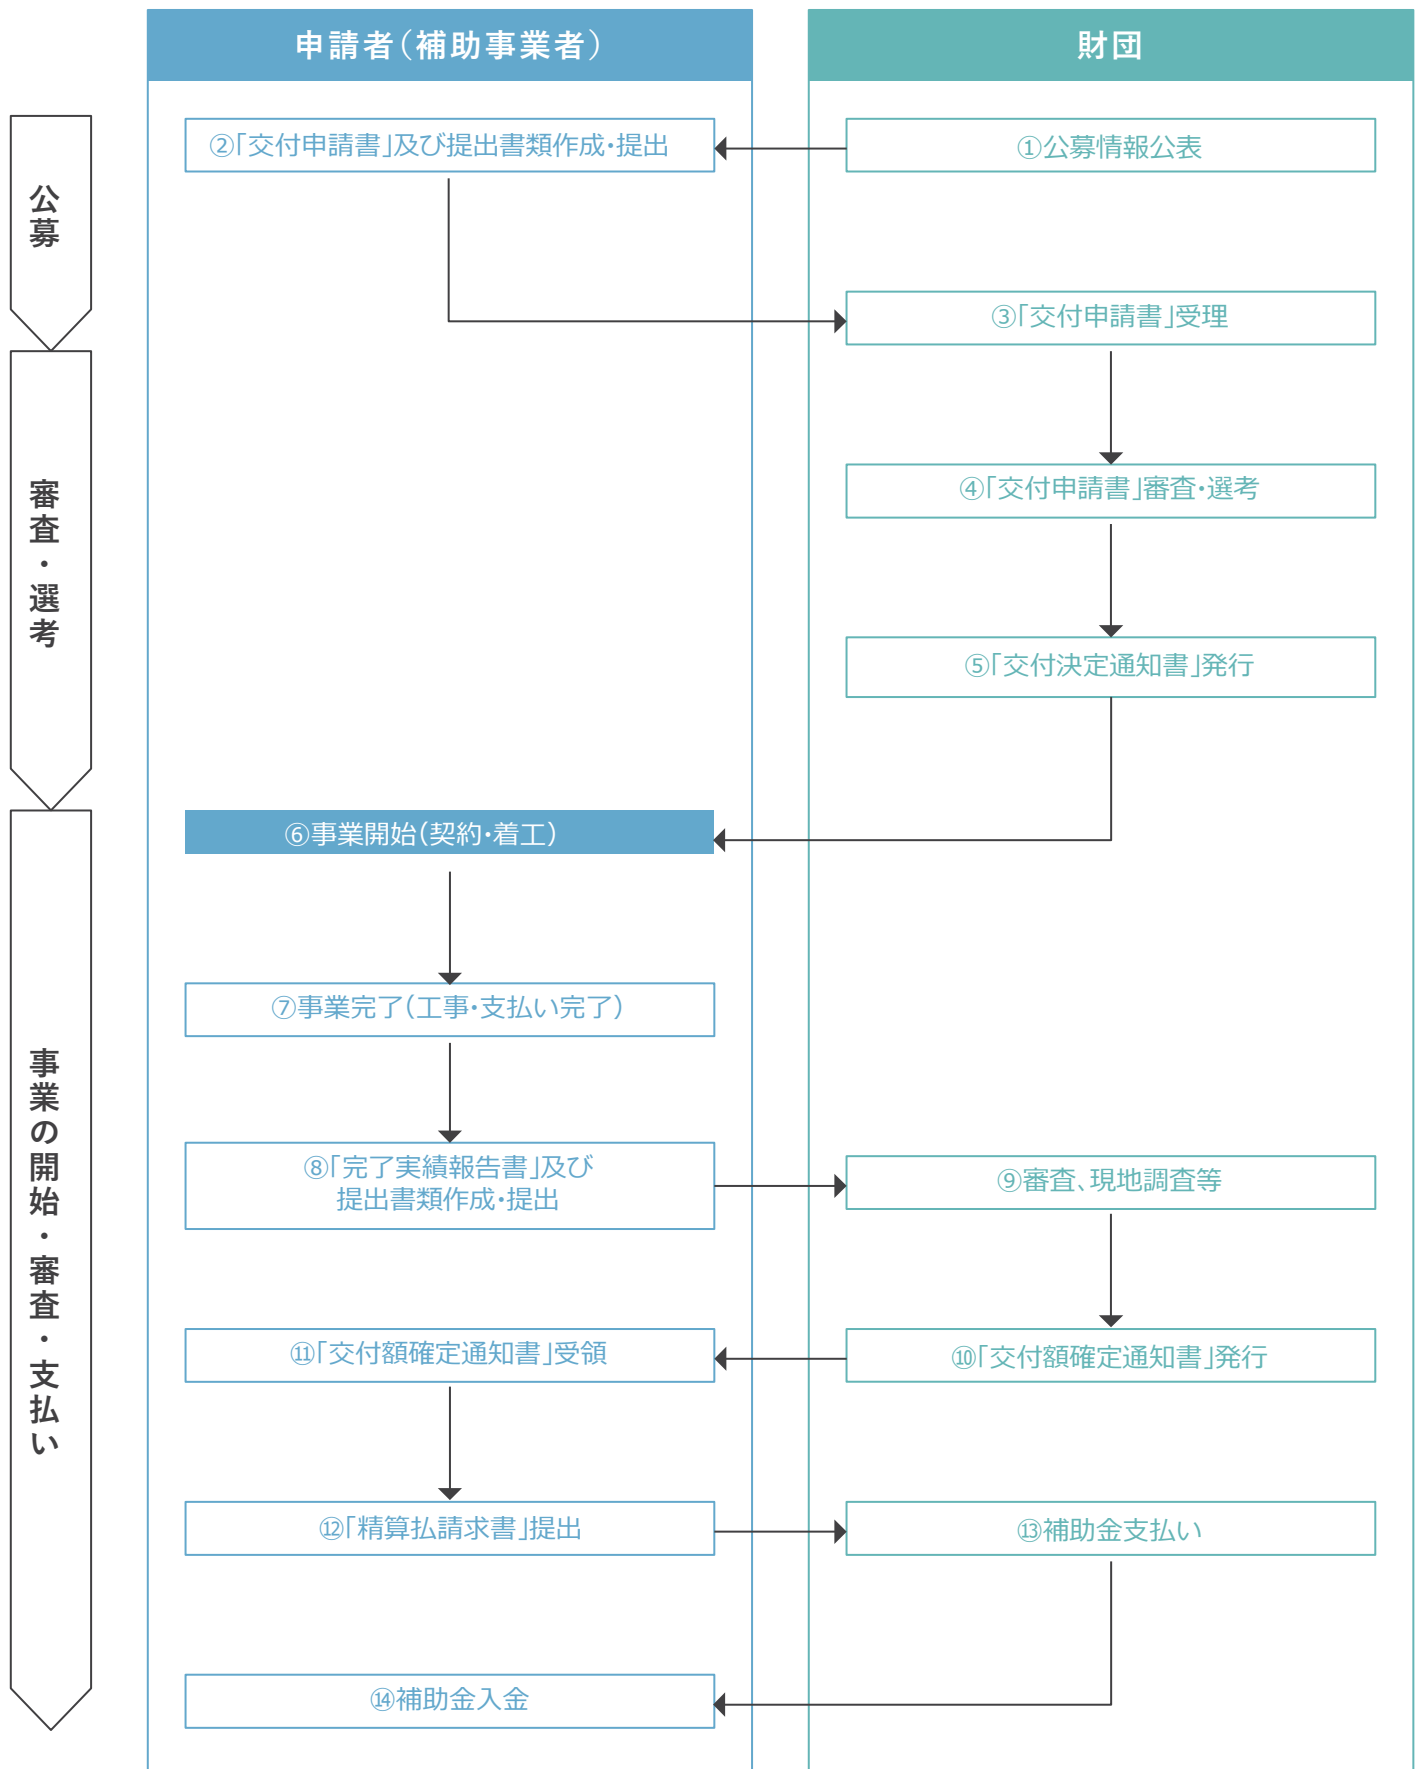 申請者（補助事業者）
財団
公募
審査・選考
事業の開始・審査・支払い
①公募情報公表
②「交付申請書」及び提出書類作成・提出
③「交付申請書」受理
④「交付申請書」審査・選考
⑤「交付決定通知書」発行
⑥事業開始（契約・着工）
⑦事業完了（工事・支払い完了）
⑧「完了実績報告書」及び
提出書類作成・提出
⑨審査、現地調査等
⑩「交付額確定通知書」発行
⑪「交付額確定通知書」受領
⑫「精算払請求書」提出
⑬補助金支払い
⑭補助金入金